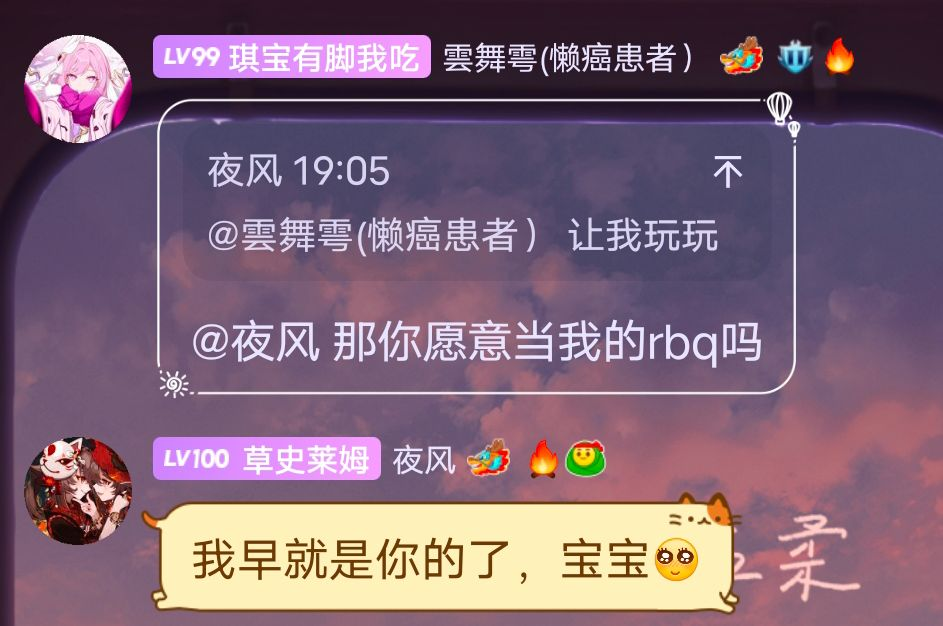 LV99 琪宝有脚我吃 雲舞雩(懒癌患者）
夜风 19:05
@雲舞雩(懒癌患者） 让我玩玩
@夜风 那你愿意当我的rbq吗
LV100 草史莱姆 夜风
我早就是你的了，宝宝
柔